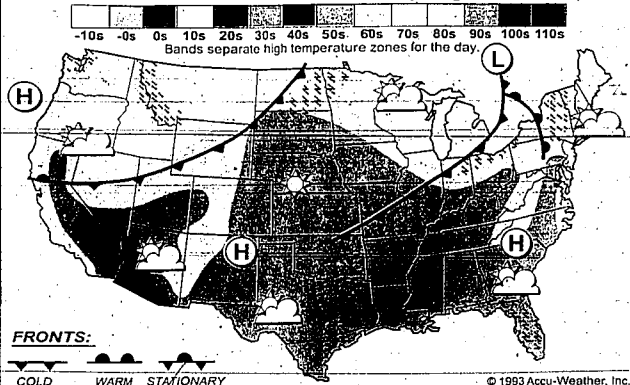 -10s -0s 0s 10s 20s 30s 40s 50s 60s 70s 80s 90s 100s 110s
Bands separate high temperature zones for the day.
L
H
H
H
FRONTS:
COLD WARM STATIONARY
© 1993 Accu-Weather, Inc.